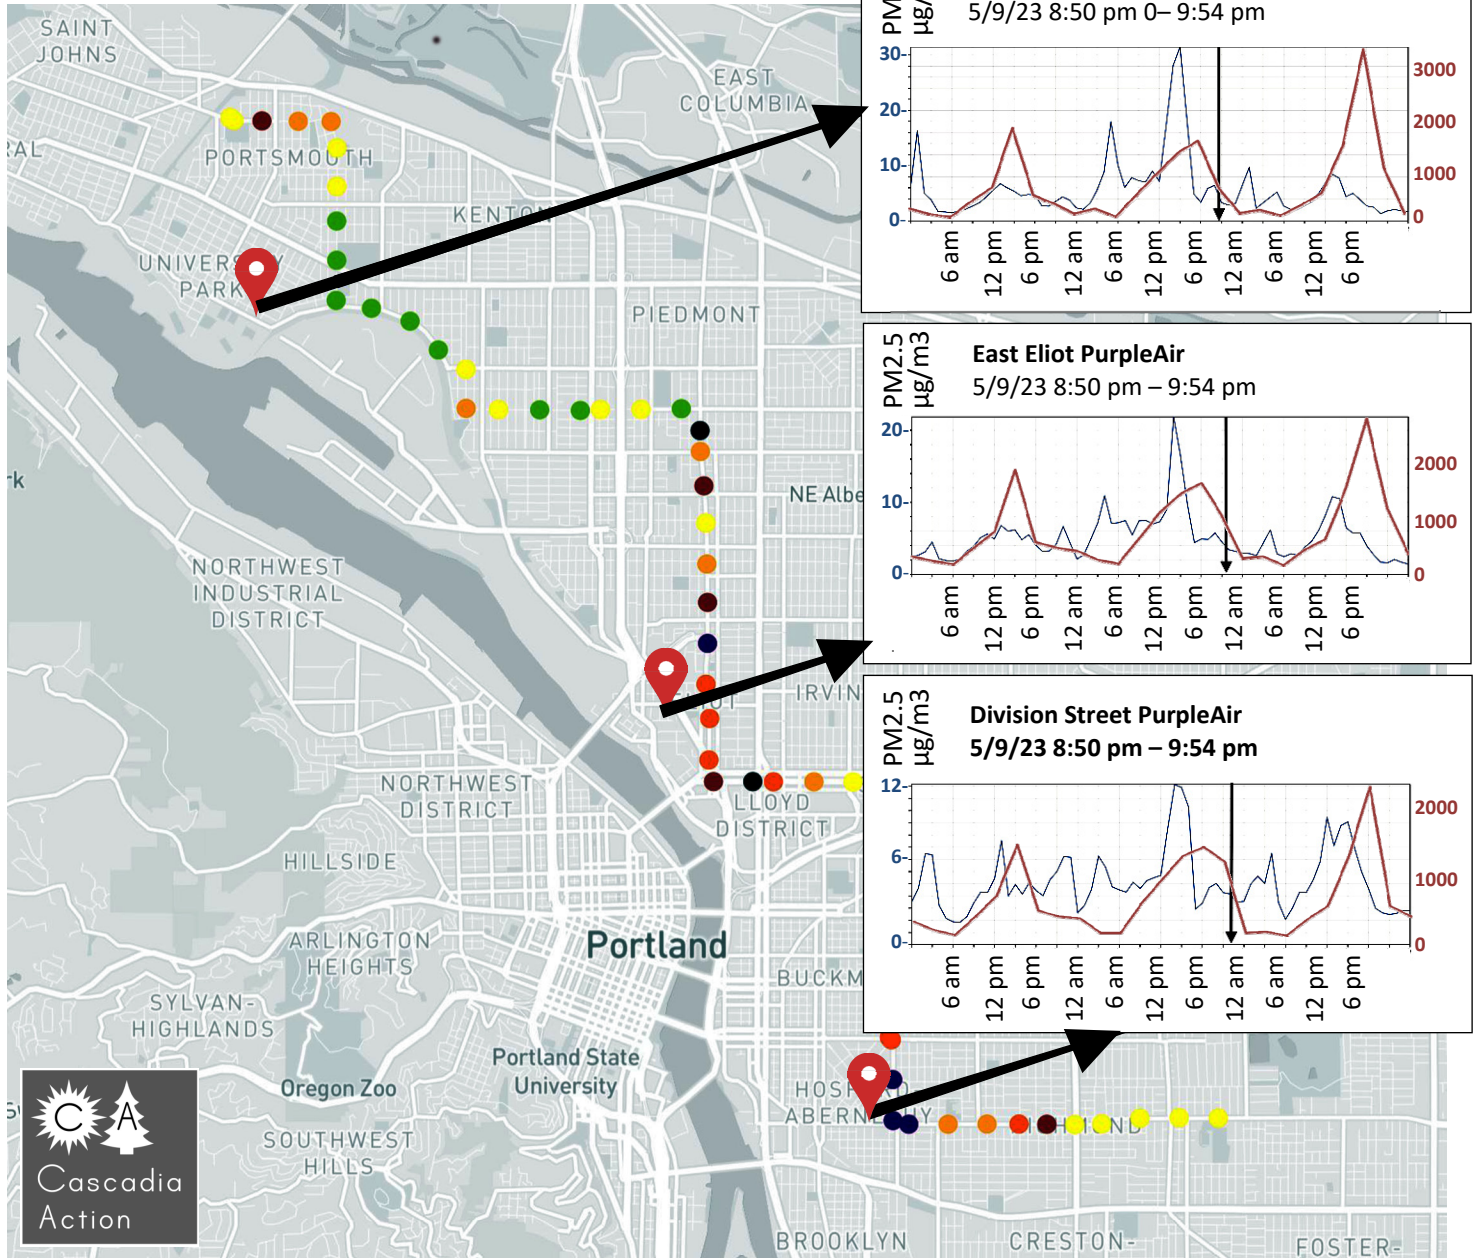 SAINT
JOHNS
EAST
COLUMBIA
PORTSMOUTH
KENTON
UNIVERSITY
PARK
PIEDMONT
NE Albe
NORTHWEST
INDUSTRIAL
DISTRICT
IRVIN
NORTHWEST
DISTRICT
LLOYD
DISTRICT
HILLSIDE
ARLINGTON
HEIGHTS
Portland
BUCKM
SYLVAN-
HIGHLANDS
Portland State
University
Oregon Zoo
SOUTHWEST
HILLS
BROOKLYN
CRESTON-
FOSTER-
C A
Cascadia
Action
5/9/23 8:50 pm 0– 9:54 pm
µg/
30-
20-
10-
0-
3000
2000
1000
0
6 am
12 pm
6 pm
12 am
6 am
12 pm
6 pm
12 am
6 am
12 pm
6 pm
PM2.5
µg/m3
East Eliot PurpleAir
5/9/23 8:50 pm – 9:54 pm
20-
10-
0-
2000
1000
0
6 am
12 pm
6 pm
12 am
6 am
12 pm
6 pm
12 am
6 am
12 pm
6 pm
PM2.5
µg/m3
Division Street PurpleAir
5/9/23 8:50 pm – 9:54 pm
12-
6-
0-
2000
1000
0
6 am
12 pm
6 pm
12 am
6 am
12 pm
6 pm
12 am
6 am
12 pm
6 pm